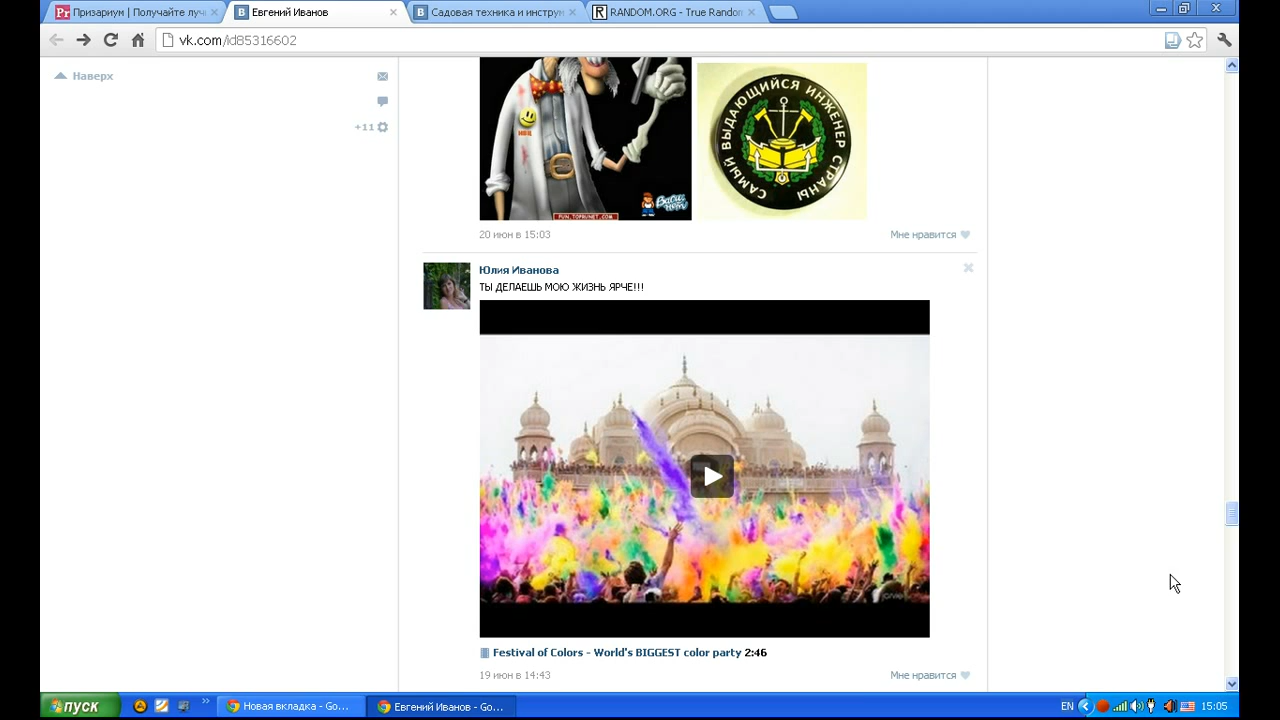 Призариум | Получайте луч
Евгений Иванов
Садовая техника и инструм
RANDOM.ORG - True Random
vk.com/id85316602
Наверх
+11
САМЫЙ ВЫДАЮЩИЙСЯ ИНЖЕНЕР СТРАНЫ
FUN.TOPRUNET.COM
20 июн в 15:03
Мне нравится
Юлия Иванова
ТЫ ДЕЛАЕШЬ МОЮ ЖИЗНЬ ЯРЧЕ!!!
Festival of Colors - World's BIGGEST color party 2:46
19 июн в 14:43
Мне нравится
пуск
Новая вкладка - Go...
Евгений Иванов - Go...
EN
15:05